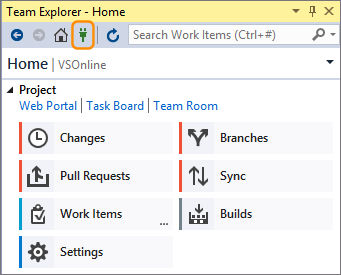 Team Explorer - Home
Search Work Items (Ctrl+#)
Home | VSOnline
Project
Web Portal | Task Board | Team Room
Changes
Branches
Pull Requests
Sync
Work Items
...
Builds
Settings